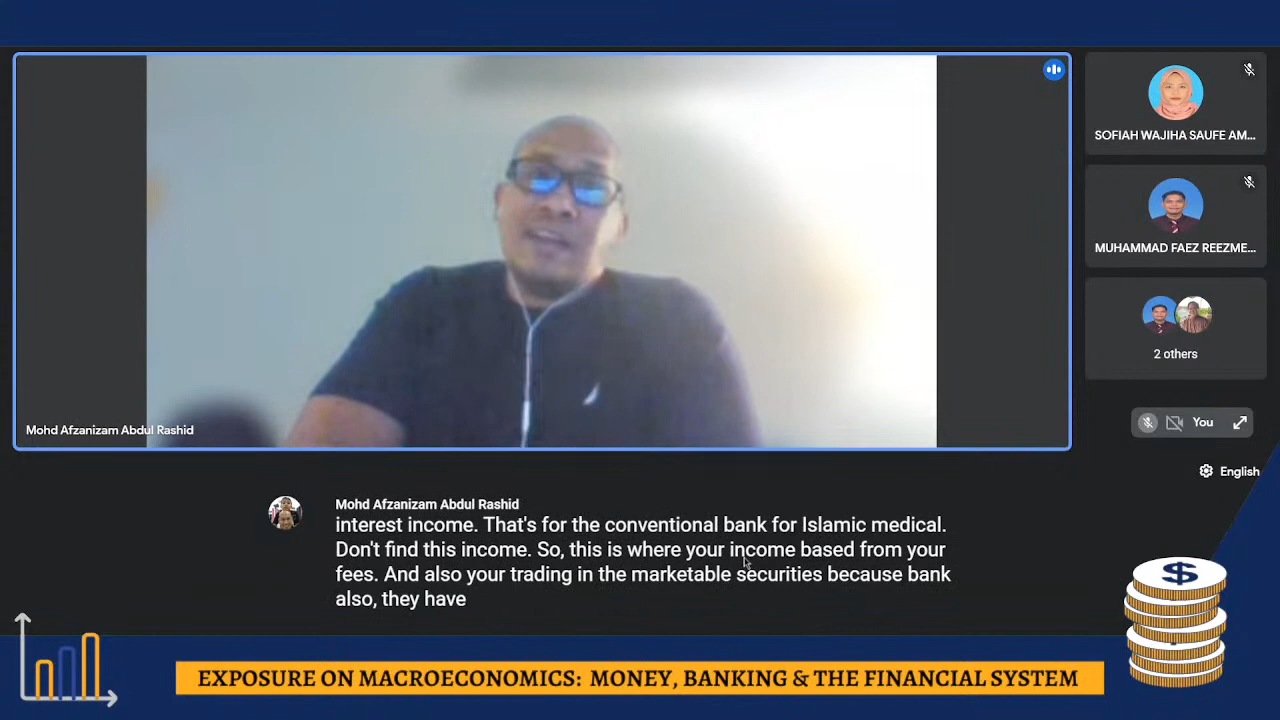 SOFIAH WAJIHA SAUFE AM...
MUHAMMAD FAEZ REEZME...
2 others
Mohd Afzanizam Abdul Rashid
You
English
Mohd Afzanizam Abdul Rashid
interest income. That's for the conventional bank for Islamic medical.
Don't find this income. So, this is where your income based from your
fees. And also your trading in the marketable securities because bank
also, they have
$
EXPOSURE ON MACROECONOMICS: MONEY, BANKING & THE FINANCIAL SYSTEM